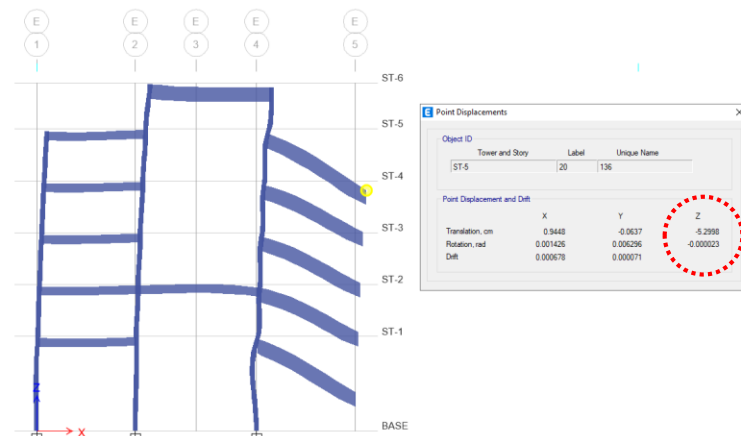 E E E E E
1 2 3 4 5
ST-6
ST-5
ST-4
ST-3
ST-2
ST-1
BASE
Z
X
E Point Displacements
Object ID
Tower and Story Label Unique Name
ST-5 20 136
Point Displacement and Drift
X Y Z
Translation, cm 0.9448 -0.0637 -5.2998
Rotation, rad 0.001426 0.006296 -0.000023
Drift 0.000678 0.000071